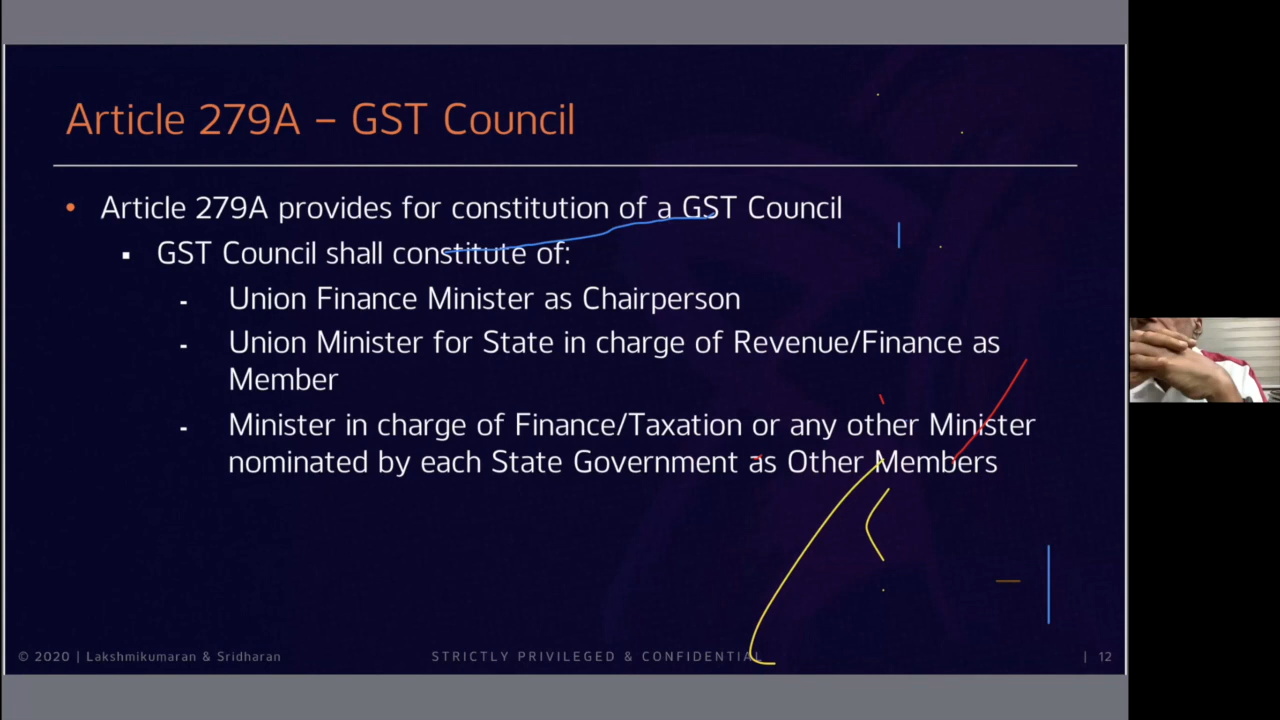 Article 279A – GST Council
• Article 279A provides for constitution of a GST Council
▪ GST Council shall constitute of:
- Union Finance Minister as Chairperson
- Union Minister for State in charge of Revenue/Finance as
Member
- Minister in charge of Finance/Taxation or any other Minister
nominated by each State Government as Other Members
© 2020 | Lakshmikumaran & Sridharan
STRICTLY PRIVILEGED & CONFIDENTIAL
| 12